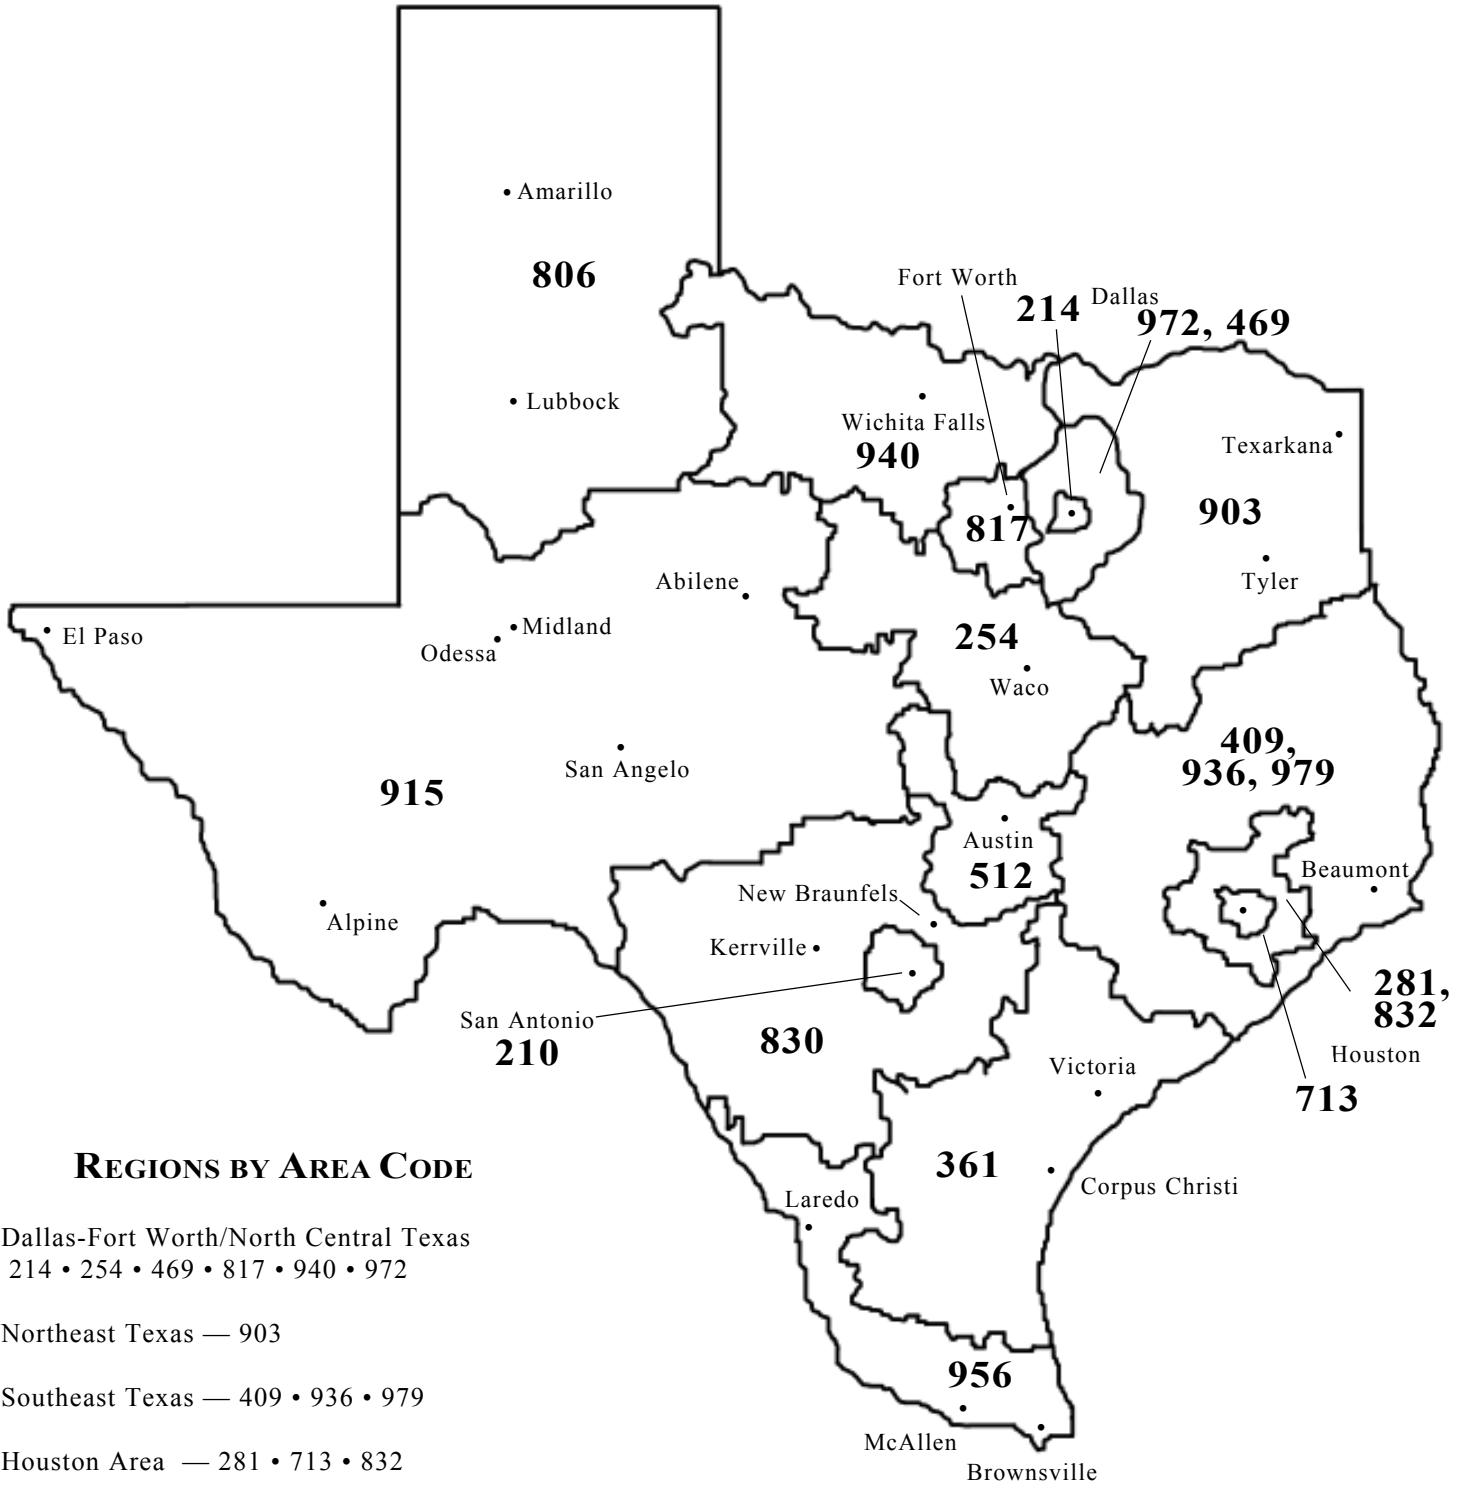 Amarillo
806
Fort Worth
Dallas
214
972, 469
Lubbock
Wichita Falls
940
Texarkana
903
817
Tyler
Abilene
El Paso
Midland
Odessa
254
Waco
San Angelo
915
409,
936, 979
Austin
512
Beaumont
New Braunfels
Alpine
Kerrville
281,
832
San Antonio
210
830
Houston
Victoria
713
361
REGIONS BY AREA CODE
Corpus Christi
Laredo
Dallas-Fort Worth/North Central Texas
214 • 254 • 469 • 817 • 940 • 972
Northeast Texas — 903
956
Southeast Texas — 409 • 936 • 979
McAllen
Houston Area — 281 • 713 • 832
Brownsville